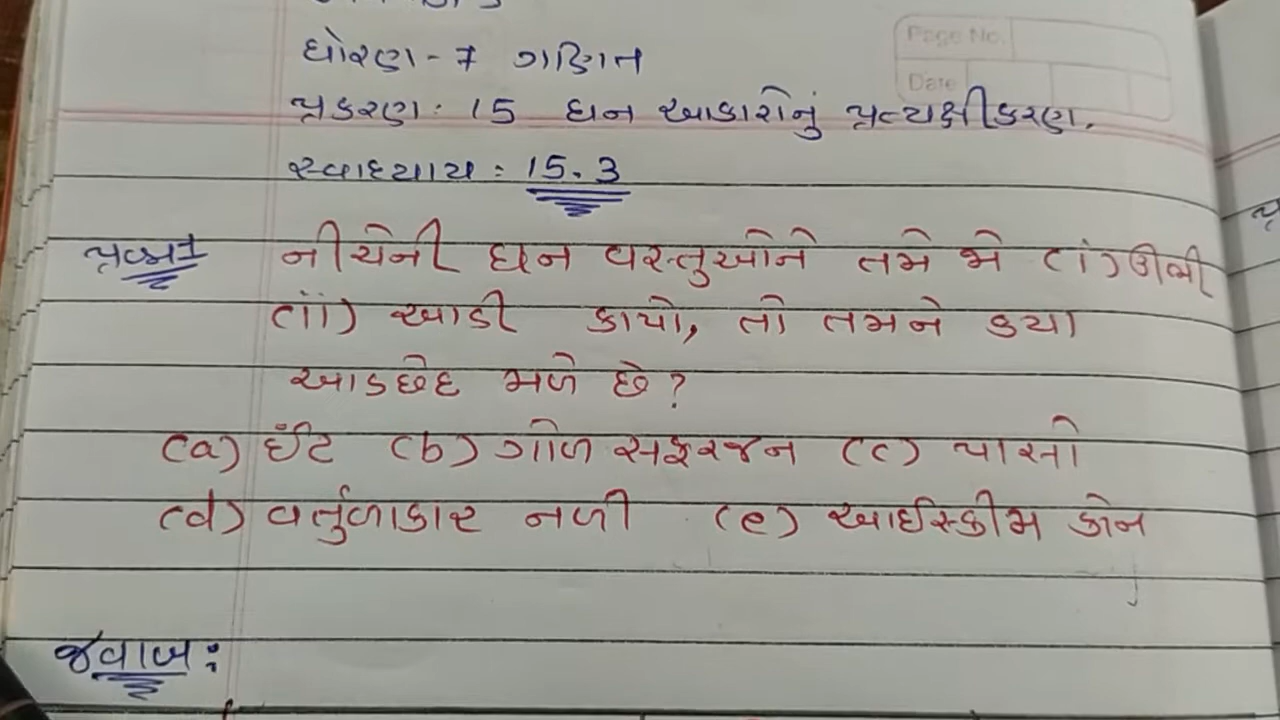 Page No.
ધોરણ - 7 ગણિત
Date
પ્રકરણ : 15 ઘન આકારોનું પ્રત્યક્ષીકરણ.
સ્વાધ્યાય : 15.3
પ્રશ્ન1 નીચેની ઘન વસ્તુઓને તમે જો (i) ઊભી
(ii) આડી કાપો, તો તમને કયા
આડછેદ મળે છે?
(a) ઈંટ (b) ગોળ સફરજન (c) પાસો
(d) વર્તુળાકાર નળી (e) આઈસ્ક્રીમ કોન
જવાબ :